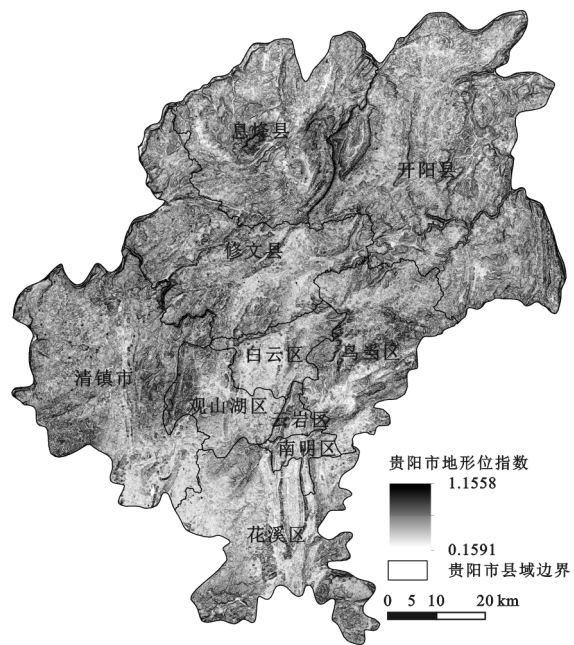 息烽县
开阳县
修文县
白云区
乌当区
清镇市
观山湖区
云岩区
南明区
花溪区
贵阳市地形位指数
1.1558
0.1591
贵阳市县域边界
0 5 10 20 km